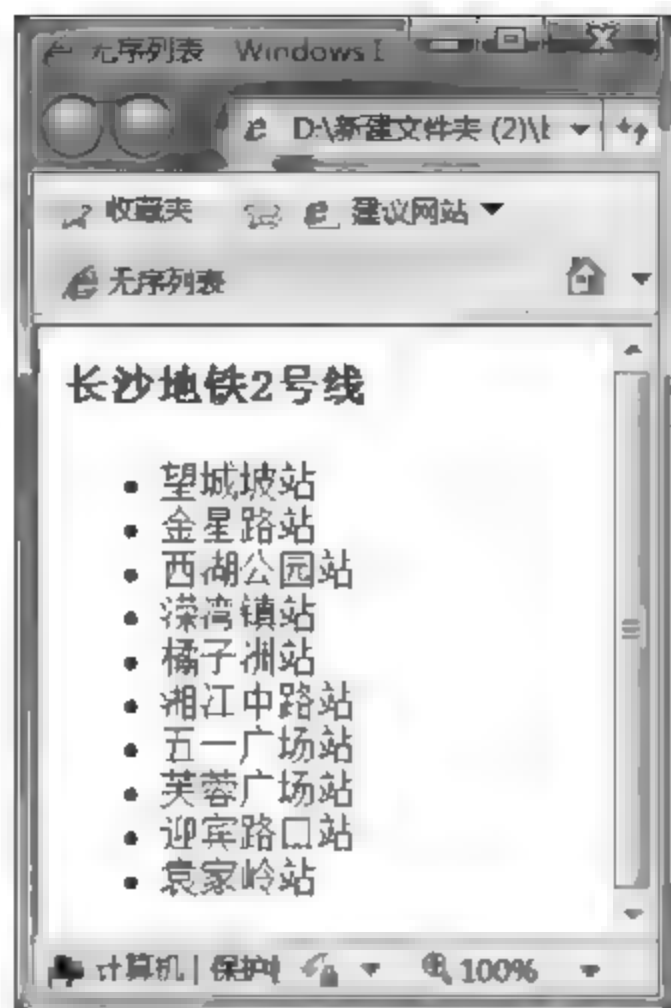 无序列表 Windows I
D:\新建文件夹 (2)\
收藏夹 建议网站
无序列表
长沙地铁2号线
望城坡站
金星路站
西湖公园站
溁湾镇站
橘子洲站
湘江中路站
五一广场站
芙蓉广场站
迎宾路口站
袁家岭站
计算机 | 保护 100%